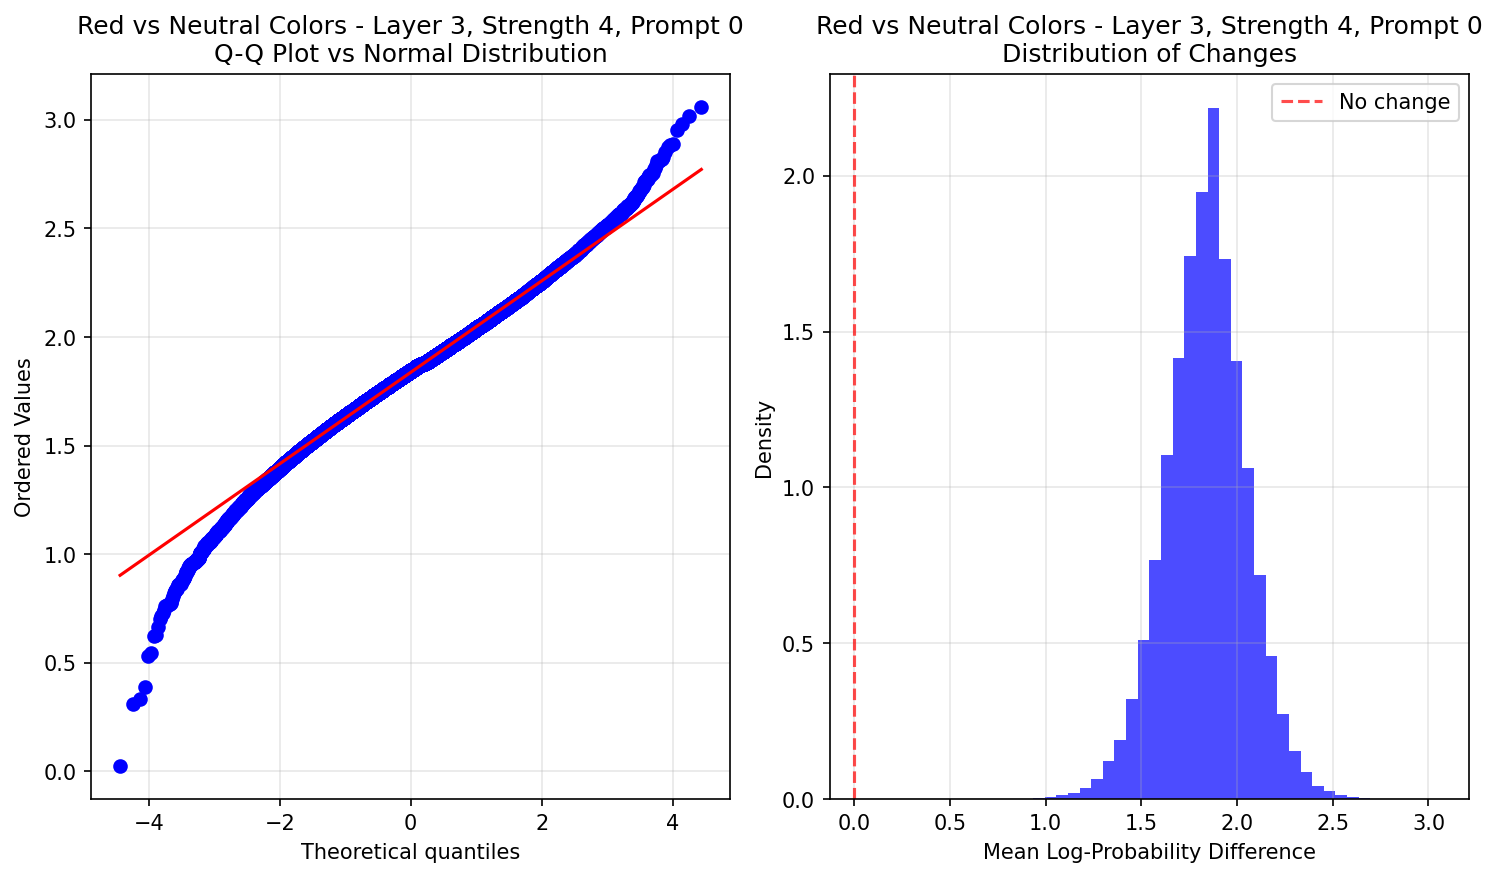 Red vs Neutral Colors - Layer 3, Strength 4, Prompt 0
Q-Q Plot vs Normal Distribution
3.0
2.5
2.0
1.5
1.0
0.5
0.0
Ordered Values
−4
−2
0
2
4
Theoretical quantiles
Red vs Neutral Colors - Layer 3, Strength 4, Prompt 0
Distribution of Changes
No change
2.0
1.5
1.0
0.5
0.0
Density
0.0
0.5
1.0
1.5
2.0
2.5
3.0
Mean Log-Probability Difference